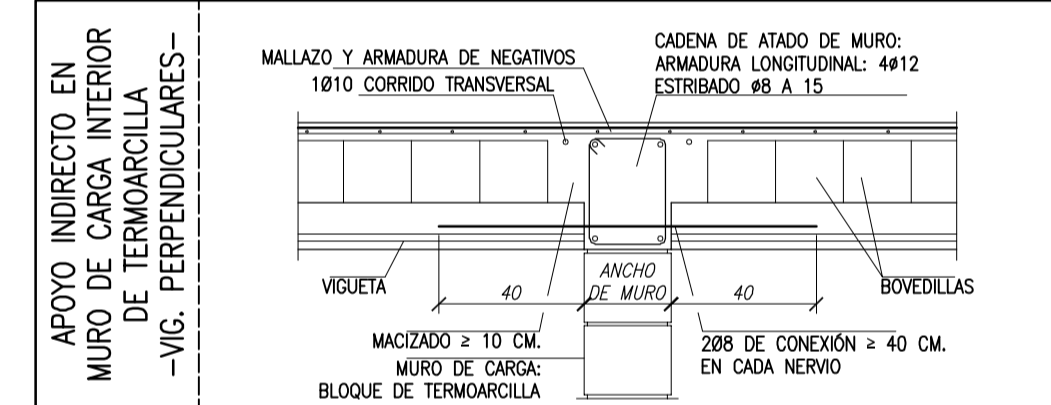 APOYO INDIRECTO EN
MURO DE CARGA INTERIOR
DE TERMOARCILLA
-VIG. PERPENDICULARES-
MALLAZO Y ARMADURA DE NEGATIVOS
1Ø10 CORRIDO TRANSVERSAL
CADENA DE ATADO DE MURO:
ARMADURA LONGITUDINAL: 4ø12
ESTRIBADO ø8 A 15
VIGUETA
40
ANCHO
DE MURO
40
BOVEDILLAS
MACIZADO ≥ 10 CM.
MURO DE CARGA:
BLOQUE DE TERMOARCILLA
2Ø8 DE CONEXIÓN ≥ 40 CM.
EN CADA NERVIO